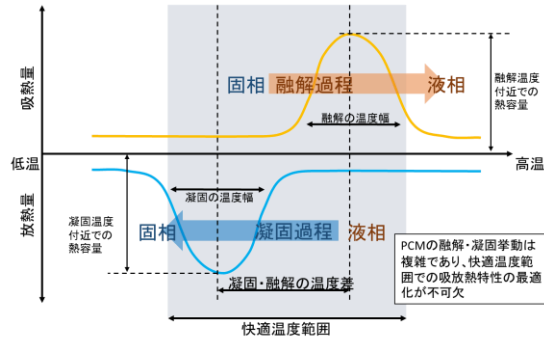 吸熱量
固相
融解過程
液相
融解の温度幅
融解温度
付近での
熱容量
低温
高温
放熱量
凝固温度
付近での
熱容量
凝固の温度幅
固相
凝固過程
液相
凝固・融解の温度差
快適温度範囲
PCMの融解・凝固挙動は
複雑であり、快適温度範
囲での吸放熱特性の最適
化が不可欠